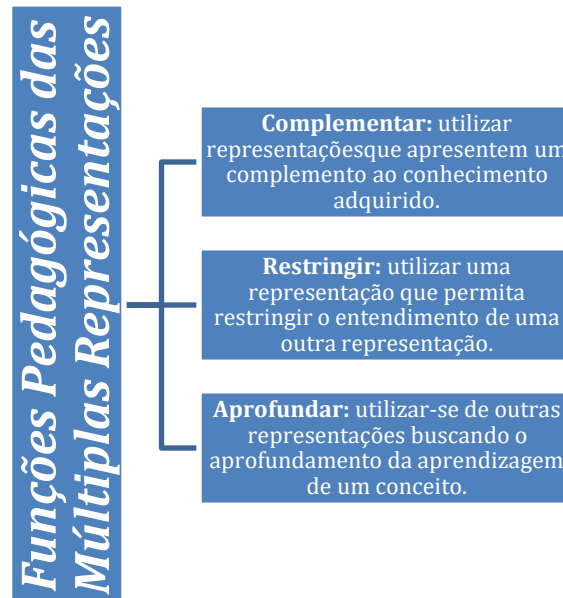 Funções Pedagógicas das
Múltiplas Representações
Complementar: utilizar
representaçõesque apresentem um
complemento ao conhecimento
adquirido.
Restringir: utilizar uma
representação que permita
restringir o entendimento de uma
outra representação.
Aprofundar: utilizar-se de outras
representações buscando o
aprofundamento da aprendizagem
de um conceito.